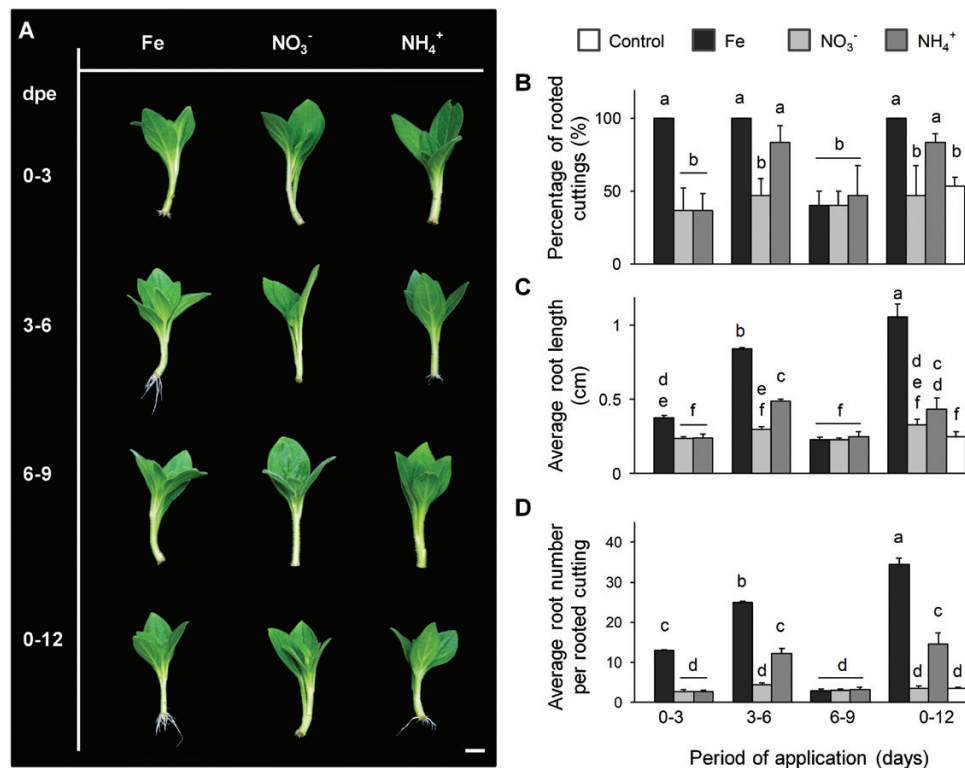 A
Fe NO₃⁻ NH₄⁺
dpe
0-3
3-6
6-9
0-12
Control Fe NO₃⁻ NH₄⁺
B
Percentage of rooted
cuttings (%)
100
50
0
a
b
a
b
a
b
a
b
a
b
C
Average root length
(cm)
1
0.5
0
d
e
f
b
e
f
c
f
a
d
e
f
c
d
f
D
Average root number
per rooted cutting
40
30
20
10
0
c
d
b
d
c
d
a
d
c
d
0-3 3-6 6-9 0-12
Period of application (days)